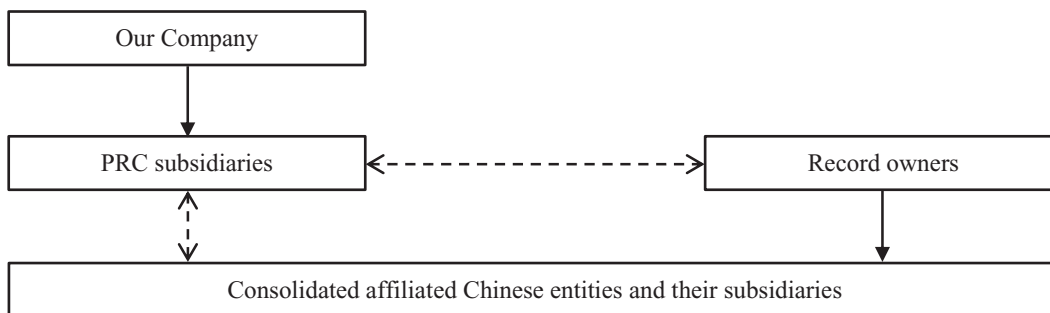 Our Company
PRC subsidiaries
Record owners
Consolidated affiliated Chinese entities and their subsidiaries